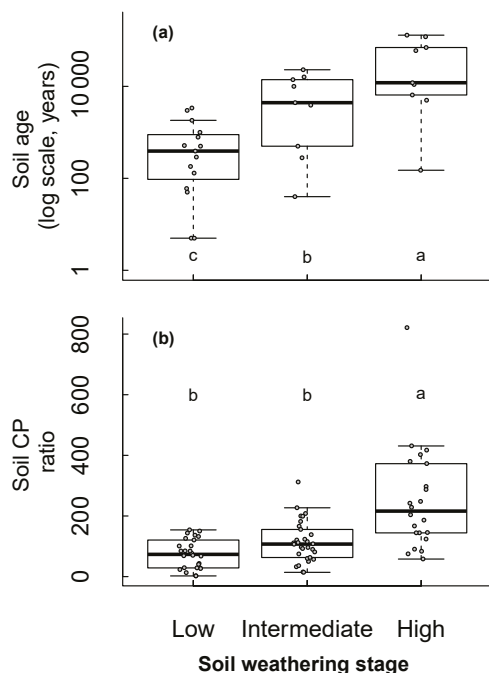 (a)
Soil age
(log scale, years)
10 000
100
1
c
b
a
(b)
Soil CP
ratio
800
600
400
200
0
b
b
a
Low
Intermediate
High
Soil weathering stage